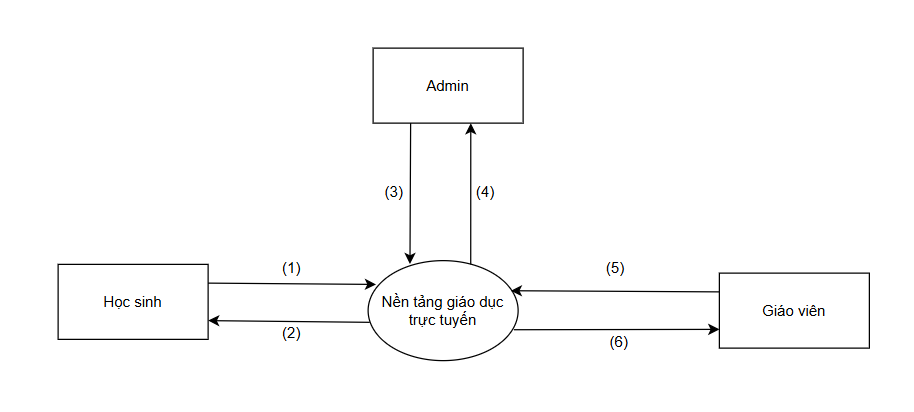 Admin
(3)
(4)
(1)
(5)
Học sinh
Nền tảng giáo dục
trực tuyến
Giáo viên
(2)
(6)